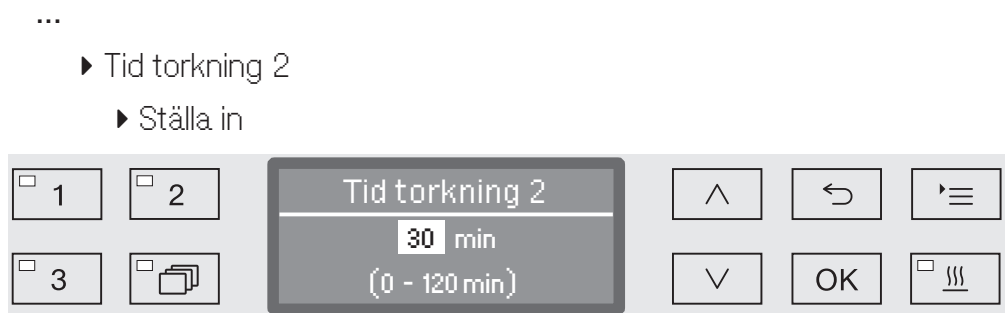 ...
▸ Tid torkning 2
▸ Ställa in
1 2 Tid torkning 2
30 min
3 (0 - 120 min) OK